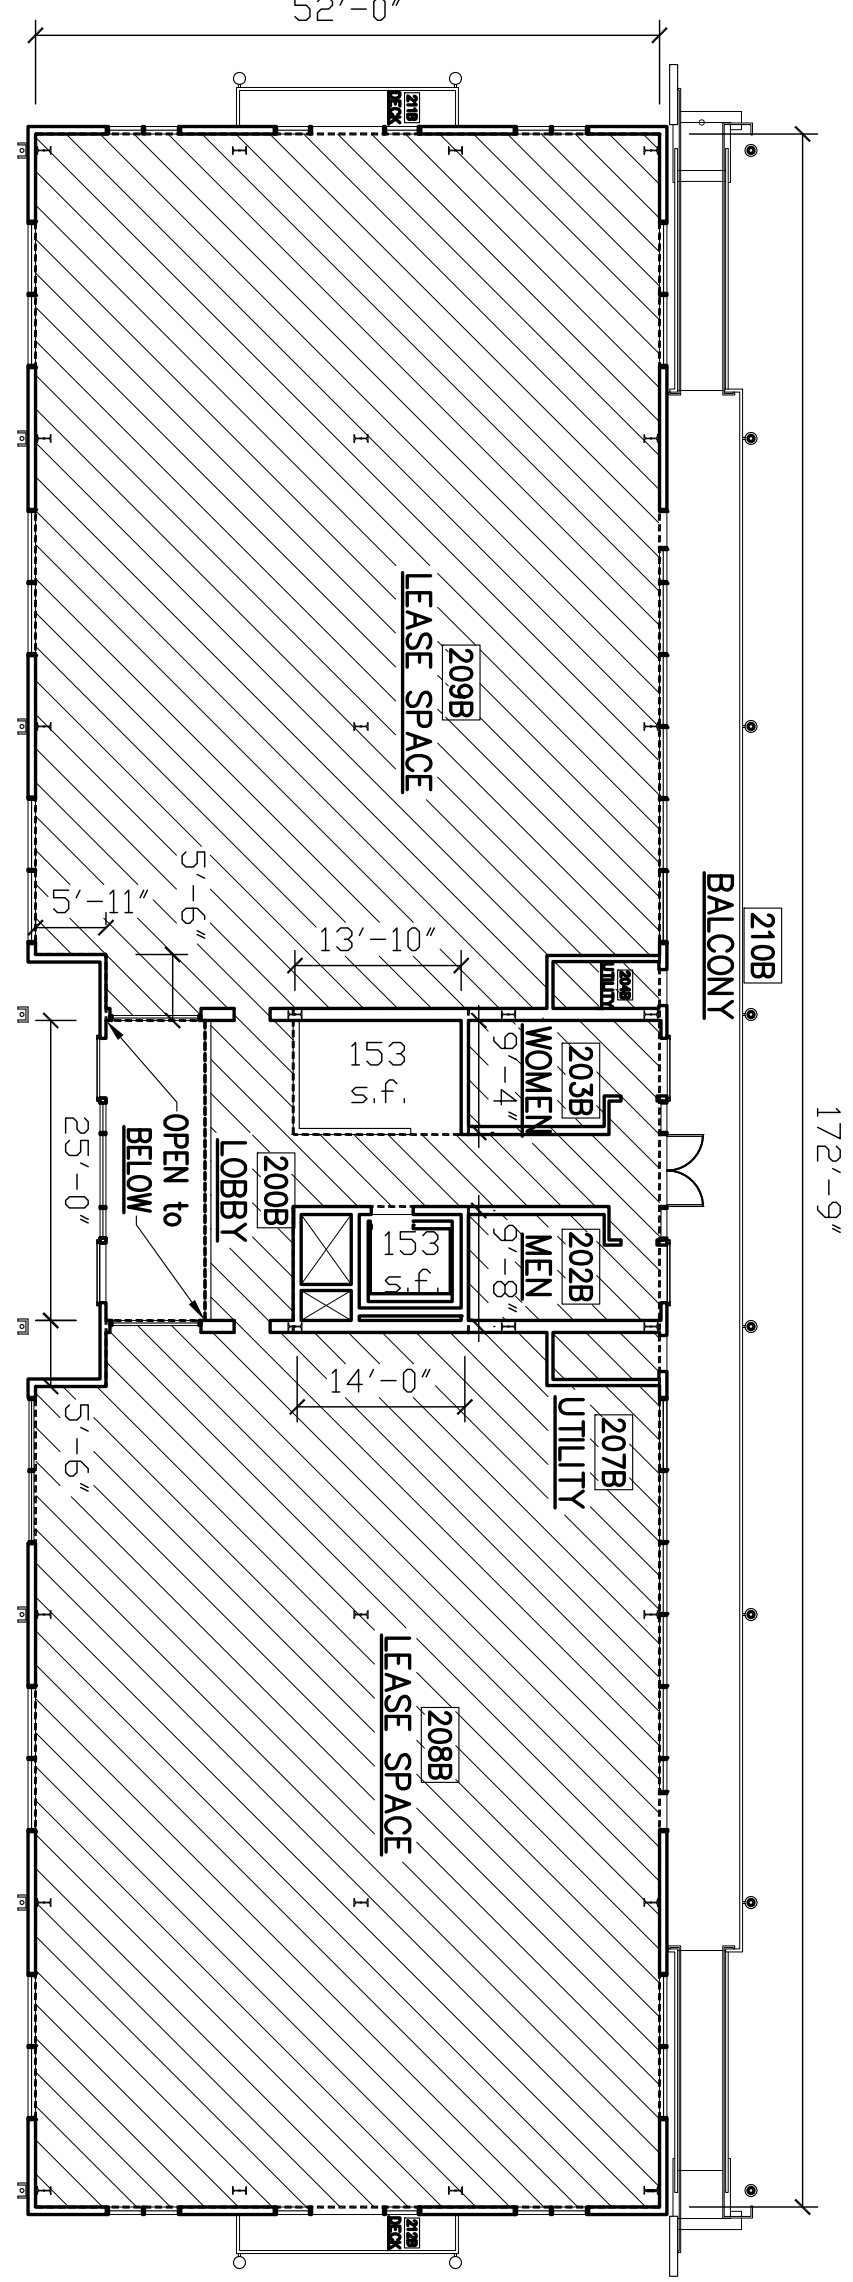 52'-0"
211B
DECK
172'-9"
210B
BALCONY
209B
LEASE SPACE
5'-11"
5'-6"
13'-10"
204B
UTILITY
203B
WOMEN
9'-4"
153
s.f.
200B
LOBBY
OPEN to
BELOW
25'-0"
202B
MEN
9'-8"
153
s.f.
14'-0"
5'-6"
207B
UTILITY
208B
LEASE SPACE
212B
DECK